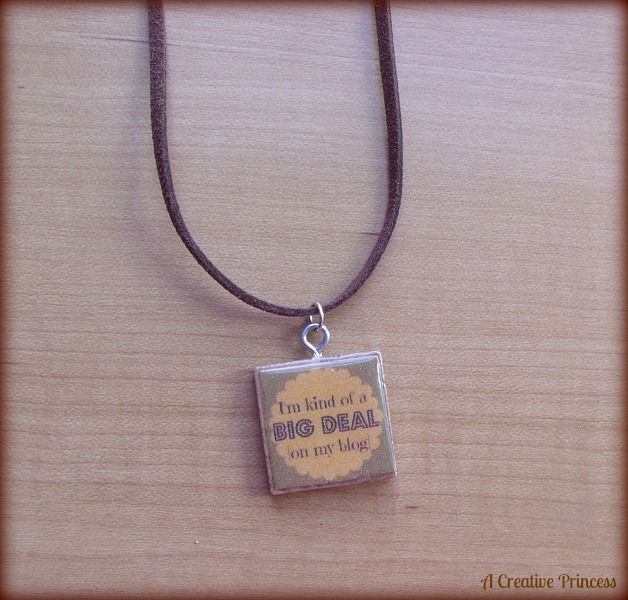 I'm kind of a
BIG DEAL
[on my blog]
A Creative Princess